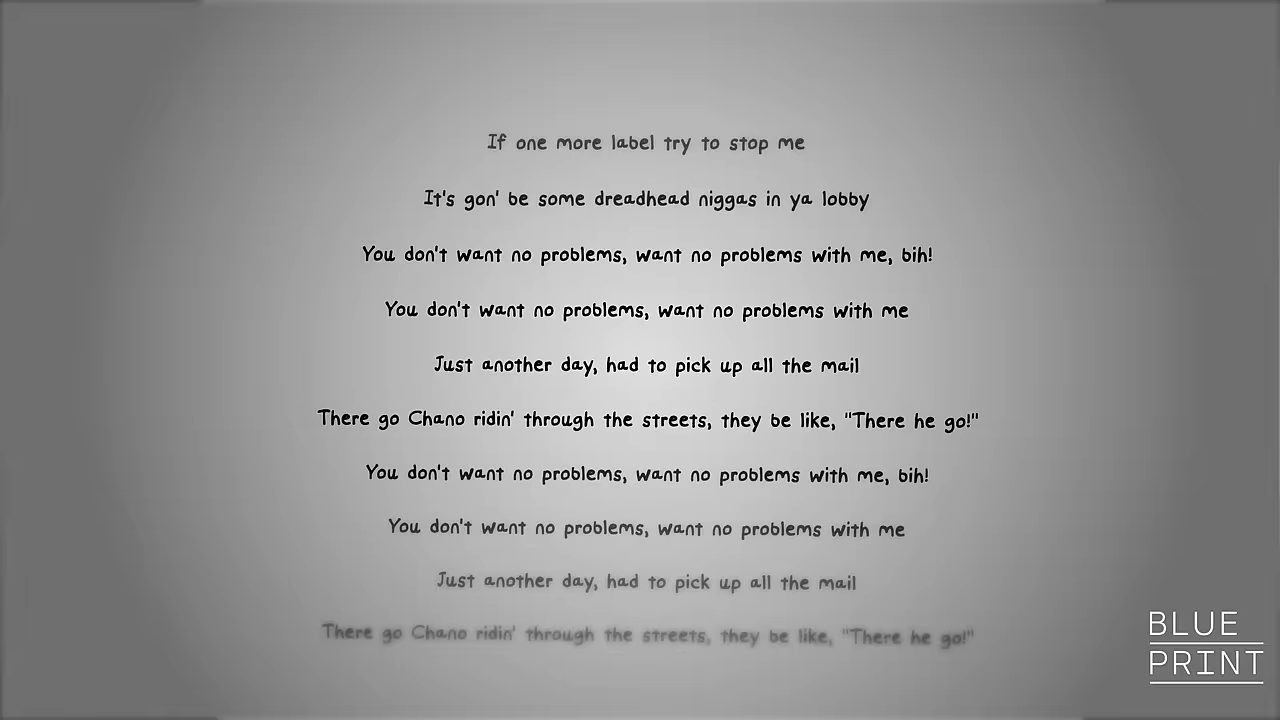 If one more label try to stop me
It's gon' be some dreadhead niggas in ya lobby
You don't want no problems, want no problems with me, bih!
You don't want no problems, want no problems with me
Just another day, had to pick up all the mail
There go Chano ridin' through the streets, they be like, "There he go!"
You don't want no problems, want no problems with me, bih!
You don't want no problems, want no problems with me
Just another day, had to pick up all the mail
There go Chano ridin' through the streets, they be like, "There he go!"
BLUE
PRINT